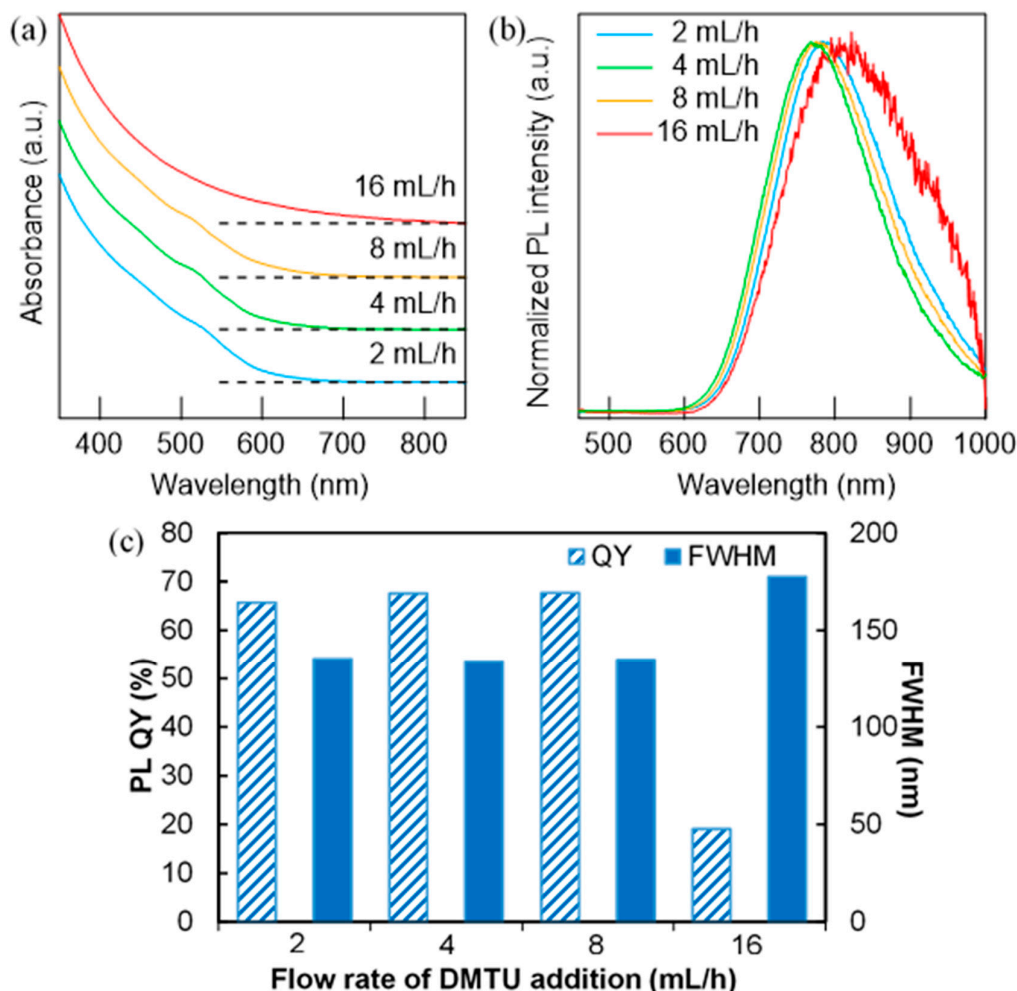 (a)
Absorbance (a.u.)
16 mL/h
8 mL/h
4 mL/h
2 mL/h
400 500 600 700 800
Wavelength (nm)
(b)
Normalized PL intensity (a.u.)
2 mL/h
4 mL/h
8 mL/h
16 mL/h
500 600 700 800 900 1000
Wavelength (nm)
(c)
PL QY (%)
80
70
60
50
40
30
20
10
0
QY FWHM
200
150
100
50
0
FWHM (nm)
2 4 8 16
Flow rate of DMTU addition (mL/h)